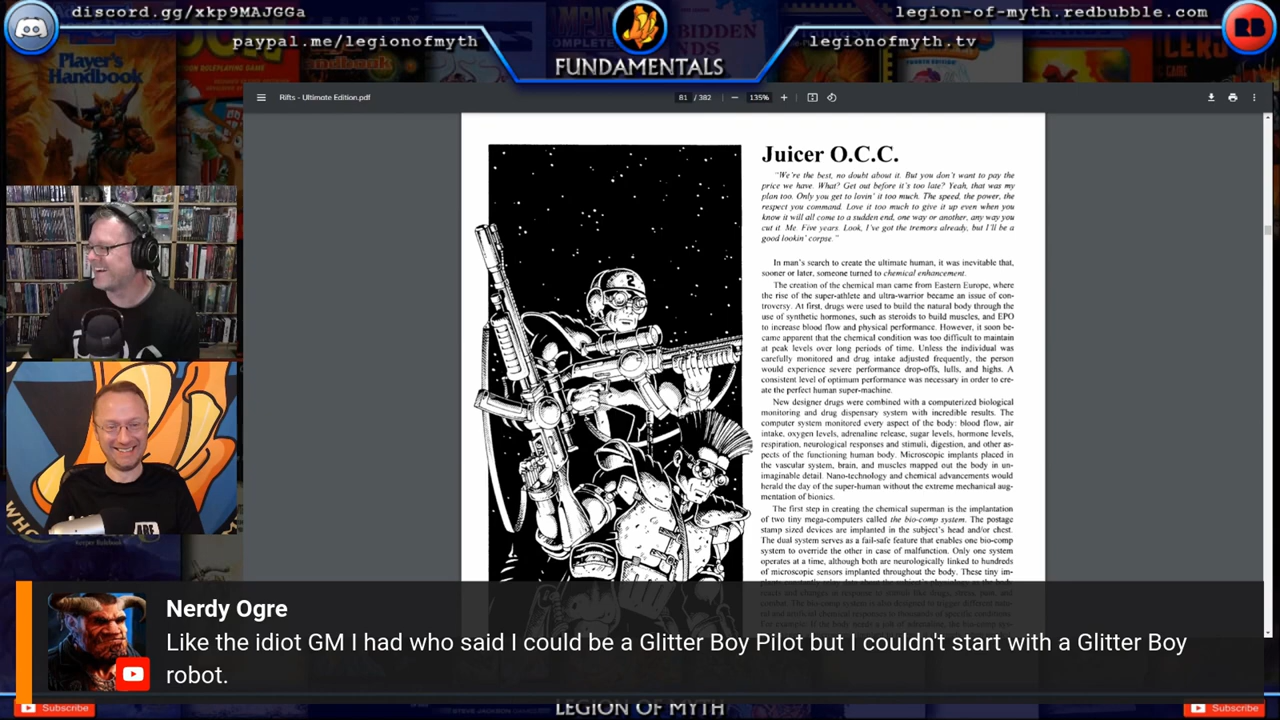 discord.gg/xkp9MAJGGa
legion-of-myth.redbubble.com
paypal.me/legionofmyth
legionofmyth.tv
RB
FUNDAMENTALS
Player's
Handbook
Rifts - Ultimate Edition.pdf
81 / 382
135%
Juicer O.C.C.
"We're the best, no doubt about it. But you don't want to pay the
price we have. What? Get out before it's too late? Yeah, that was my
plan too. Only you get to lovin' it too much. The speed, the power, the
respect you command. Love it too much to give it up even when you
know it will all come to a sudden end, one way or another, any way you
cut it. Me. Five years. Look, I've got the tremors already, but I'll be a
good lookin' corpse."
In man's search to create the ultimate human, it was inevitable that,
sooner or later, someone turned to chemical enhancement.
The creation of the chemical man came from Eastern Europe, where
the rise of the super-athlete and ultra-warrior became an issue of con-
troversy. At first, drugs were used to build the natural body through the
use of synthetic hormones, such as steroids to build muscles, and EPO
to increase blood flow and physical performance. However, it soon be-
came apparent that the chemical condition was too difficult to maintain
at peak levels over long periods of time. Unless the individual was
carefully monitored and drug intake adjusted frequently, the person
would experience severe performance drop-offs, lulls, and highs. A
consistent level of optimum performance was necessary in order to cre-
ate the perfect human super-machine.
New designer drugs were combined with a computerized biological
monitoring and drug dispensary system with incredible results. The
computer system monitored every aspect of the body: blood flow, air
intake, oxygen levels, adrenaline release, sugar levels, hormone levels,
respiration, neurological responses and stimuli, digestion, and other as-
pects of the functioning human body. Microscopic implants placed in
the vascular system, brain, and muscles mapped out the body in un-
imaginable detail. Nano-technology and chemical advancements would
herald the day of the super-human without the extreme mechanical aug-
mentation of bionics.
The first step in creating the chemical superman is the implantation
of two tiny mega-computers called the bio-comp system. The postage
stamp sized devices are implanted in the subject's head and/or chest.
The dual system serves as a fail-safe feature that enables one bio-comp
system to override the other in case of malfunction. Only one system
operates at a time, although both are neurologically linked to hundreds
of microscopic sensors implanted throughout the body. These tiny im-
2
Nerdy Ogre
Like the idiot GM I had who said I could be a Glitter Boy Pilot but I couldn't start with a Glitter Boy
robot.
Subscribe
LEGION OF MYTH
Subscribe